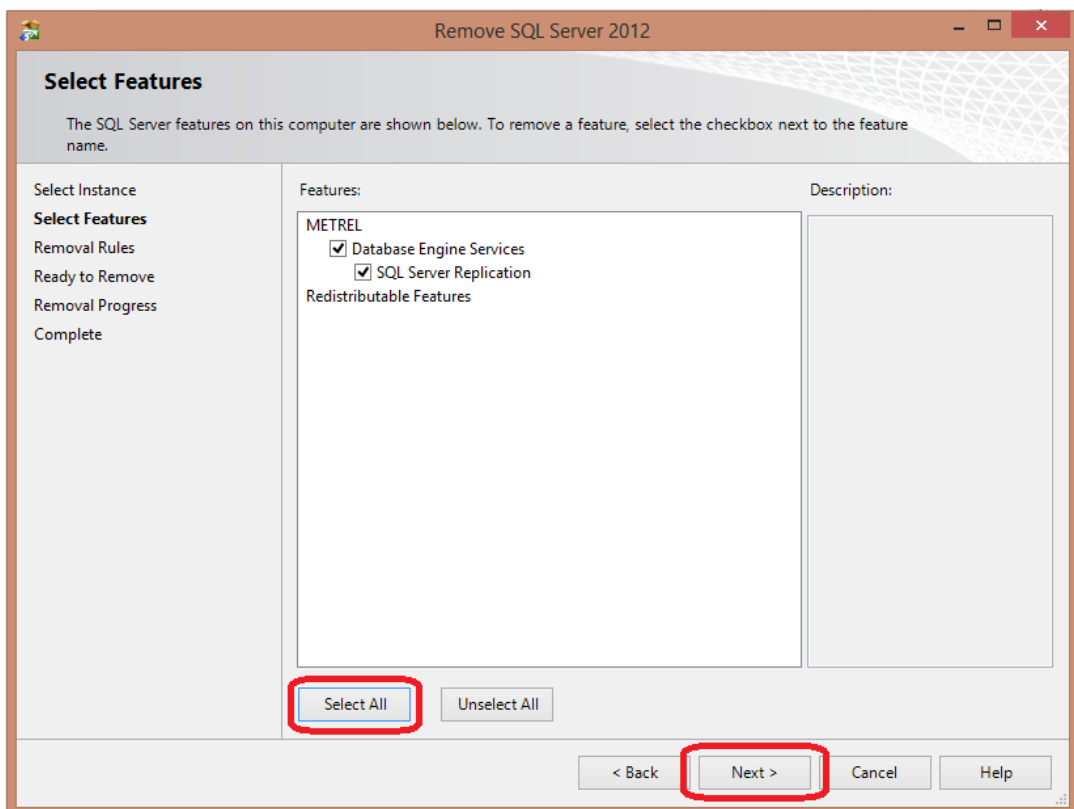 Remove SQL Server 2012
Select Features
The SQL Server features on this computer are shown below. To remove a feature, select the checkbox next to the feature
name.
Select Instance
Select Features
Removal Rules
Ready to Remove
Removal Progress
Complete
Features:
METREL
Database Engine Services
SQL Server Replication
Redistributable Features
Description:
Select All
Unselect All
< Back
Next >
Cancel
Help